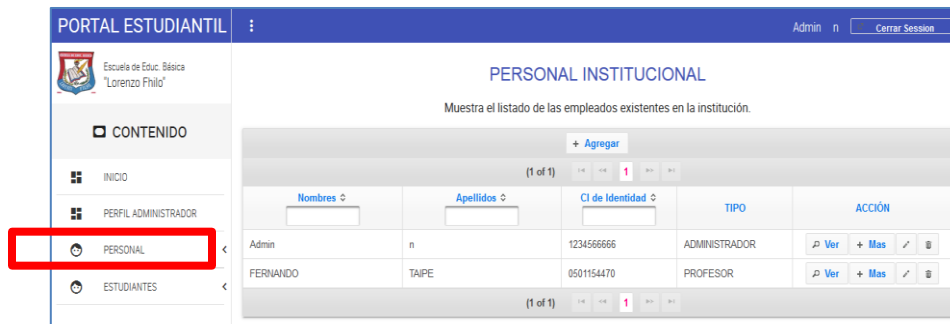 PORTAL ESTUDIANTIL
Admin n Cerrar Session
Escuela de Educ. Básica
"Lorenzo Fhilo"
CONTENIDO
INICIO
PERFIL ADMINISTRADOR
PERSONAL
ESTUDIANTES
PERSONAL INSTITUCIONAL
Muestra el listado de las empleados existentes en la institución.
+ Agregar
(1 of 1) 1
Nombres Apellidos CI de Identidad TIPO ACCIÓN
Admin n 1234566666 ADMINISTRADOR Ver + Mas
FERNANDO TAIPE 0501154470 PROFESOR Ver + Mas
(1 of 1) 1